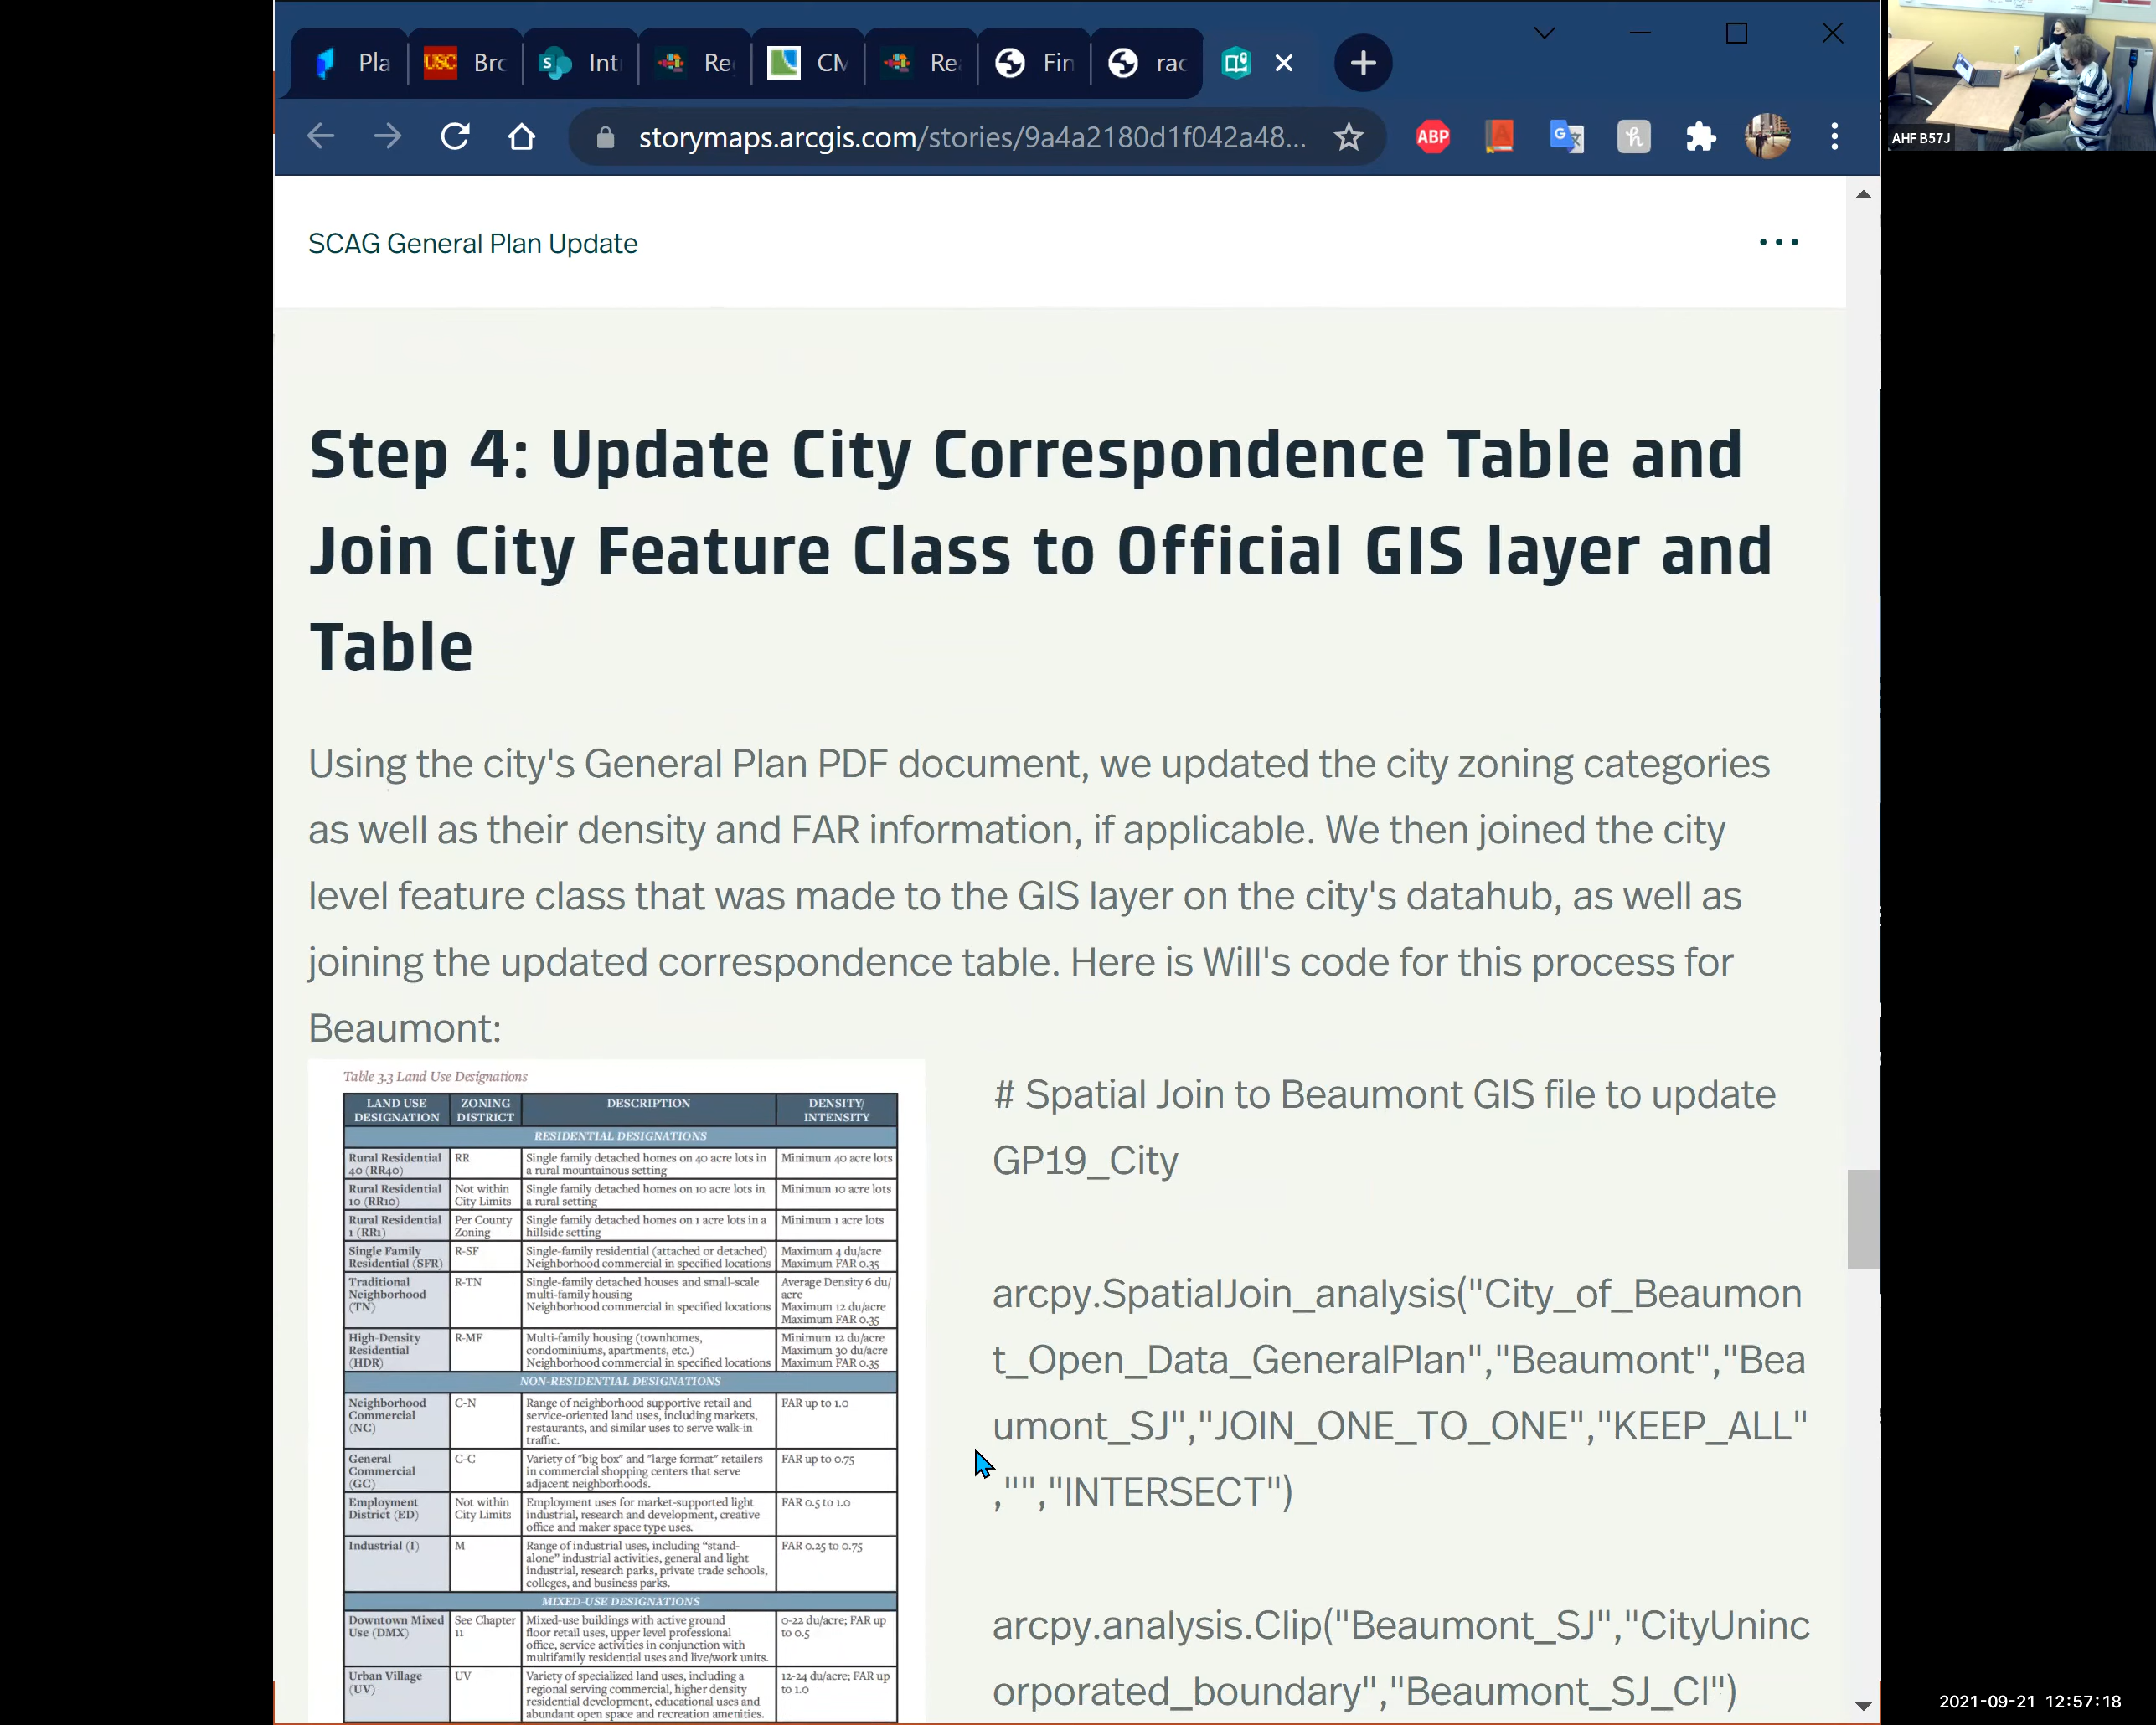 Pla
USC
Brc
S
Int
Re
CM
Re
Fin
rac
storymaps.arcgis.com/stories/9a4a2180d1f042a48...
ABP
AHF B57J
SCAG General Plan Update
Step 4: Update City Correspondence Table and
Join City Feature Class to Official GIS layer and
Table
Using the city's General Plan PDF document, we updated the city zoning categories
as well as their density and FAR information, if applicable. We then joined the city
level feature class that was made to the GIS layer on the city's datahub, as well as
joining the updated correspondence table. Here is Will's code for this process for
Beaumont:
Table 3.3 Land Use Designations
LAND USE DESIGNATION ZONING DISTRICT DESCRIPTION DENSITY/ INTENSITY
RESIDENTIAL DESIGNATIONS
Rural Residential 40 (RR40) RR Single family detached homes on 40 acre lots in a rural mountainous setting Minimum 40 acre lots
Rural Residential 10 (RR10) Not within City Limits Single family detached homes on 10 acre lots in a rural setting Minimum 10 acre lots
Rural Residential 1 (RR1) Per County Zoning Single family detached homes on 1 acre lots in a hillside setting Minimum 1 acre lots
Single Family Residential (SFR) R-SF Single-family residential (attached or detached) Neighborhood commercial in specified locations Maximum 4 du/acre Maximum FAR 0.35
Traditional Neighborhood (TN) R-TN Single-family detached houses and small-scale multi-family housing Neighborhood commercial in specified locations Average Density 6 du/ acre Maximum 12 du/acre Maximum FAR 0.35
High-Density Residential (HDR) R-MF Multi-family housing (townhomes, condominiums, apartments, etc.) Neighborhood commercial in specified locations Minimum 12 du/acre Maximum 30 du/acre Maximum FAR 0.35
NON-RESIDENTIAL DESIGNATIONS
Neighborhood Commercial (NC) C-N Range of neighborhood supportive retail and service-oriented land uses, including markets, restaurants, and similar uses to serve walk-in traffic. FAR up to 1.0
General Commercial (GC) C-C Variety of "big box" and "large format" retailers in commercial shopping centers that serve adjacent neighborhoods. FAR up to 0.75
Employment District (ED) Not within City Limits Employment uses for market-supported light industrial, research and development, creative office and maker space type uses. FAR 0.5 to 1.0
Industrial (I) M Range of industrial uses, including “stand-alone” industrial activities, general and light industrial, research parks, private trade schools, colleges, and business parks. FAR 0.25 to 0.75
MIXED-USE DESIGNATIONS
Downtown Mixed Use (DMX) See Chapter 11 Mixed-use buildings with active ground floor retail uses, upper level professional office, service activities in conjunction with multifamily residential uses and live/work units. 0-22 du/acre; FAR up to 0.5
Urban Village (UV) UV Variety of specialized land uses, including a regional serving commercial, higher density residential development, educational uses and abundant open space and recreation amenities. 12-24 du/acre; FAR up to 1.0
# Spatial Join to Beaumont GIS file to update
GP19_City
arcpy.SpatialJoin_analysis("City_of_Beaumon
t_Open_Data_GeneralPlan","Beaumont","Bea
umont_SJ","JOIN_ONE_TO_ONE","KEEP_ALL"
,"","INTERSECT")
arcpy.analysis.Clip("Beaumont_SJ","CityUninc
orporated_boundary","Beaumont_SJ_Cl")
2021-09-21 12:57:18